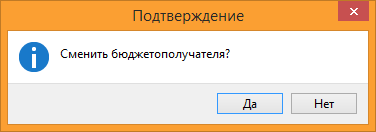 Подтверждение
Сменить бюджетополучателя?
Да
Нет